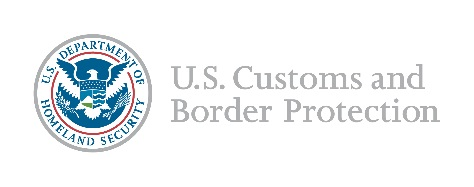 U.S. DEPARTMENT OF
HOMELAND SECURITY
U.S. Customs and
Border Protection